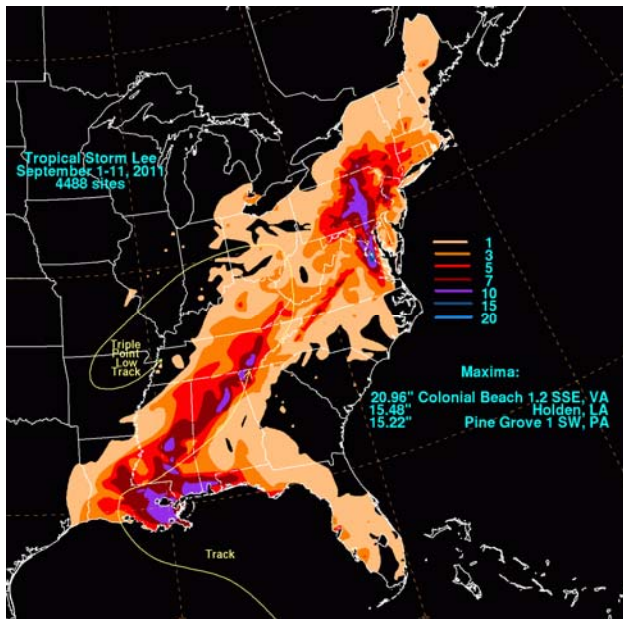 Tropical Storm Lee
September 1-11, 2011
4488 sites
1
3
5
7
10
15
20
Triple
Point
Low
Track
Maxima:
20.96" Colonial Beach 1.2 SSE, VA
15.48" Holden, LA
15.22" Pine Grove 1 SW, PA
Track